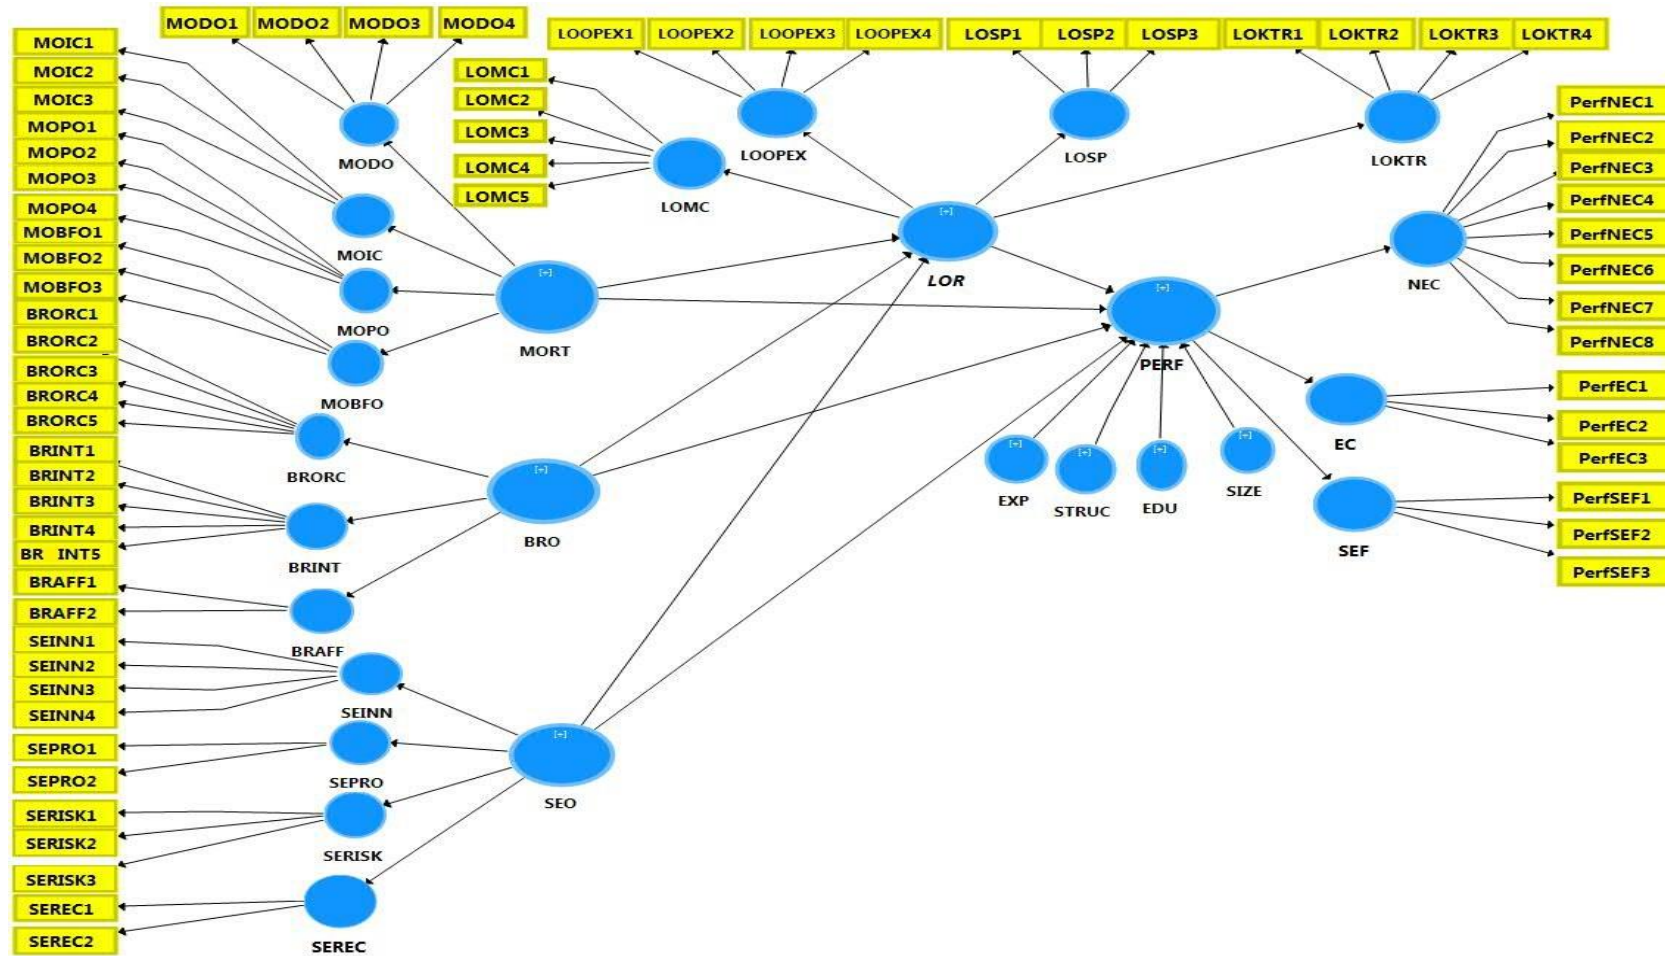 MODO1 MODO2 MODO3 MODO4
LOOPEX1 LOOPEX2 LOOPEX3 LOOPEX4
LOSP1 LOSP2 LOSP3
LOKTR1 LOKTR2 LOKTR3 LOKTR4
MOIC1
MOIC2
MOIC3
MOPO1
MOPO2
MOPO3
MOPO4
MOBFO1
MOBFO2
MOBFO3
BRORC1
BRORC2
BRORC3
BRORC4
BRORC5
BRINT1
BRINT2
BRINT3
BRINT4
BR INT5
BRAFF1
BRAFF2
SEINN1
SEINN2
SEINN3
SEINN4
SEPRO1
SEPRO2
SERISK1
SERISK2
SERISK3
SEREC1
SEREC2
MODO
MOIC
MOPO
MOBFO
BRORC
BRINT
BRAFF
SEINN
SEPRO
SERISK
SEREC
LOMC1
LOMC2
LOMC3
LOMC4
LOMC5
[+]
MORT
[+]
BRO
[+]
SEO
LOMC
LOOPEX
LOSP
LOKTR
[+]
LOR
[+]
PERF
[+]
EXP
[+]
STRUC
[+]
EDU
[+]
SIZE
NEC
EC
SEF
PerfNEC1
PerfNEC2
PerfNEC3
PerfNEC4
PerfNEC5
PerfNEC6
PerfNEC7
PerfNEC8
PerfEC1
PerfEC2
PerfEC3
PerfSEF1
PerfSEF2
PerfSEF3